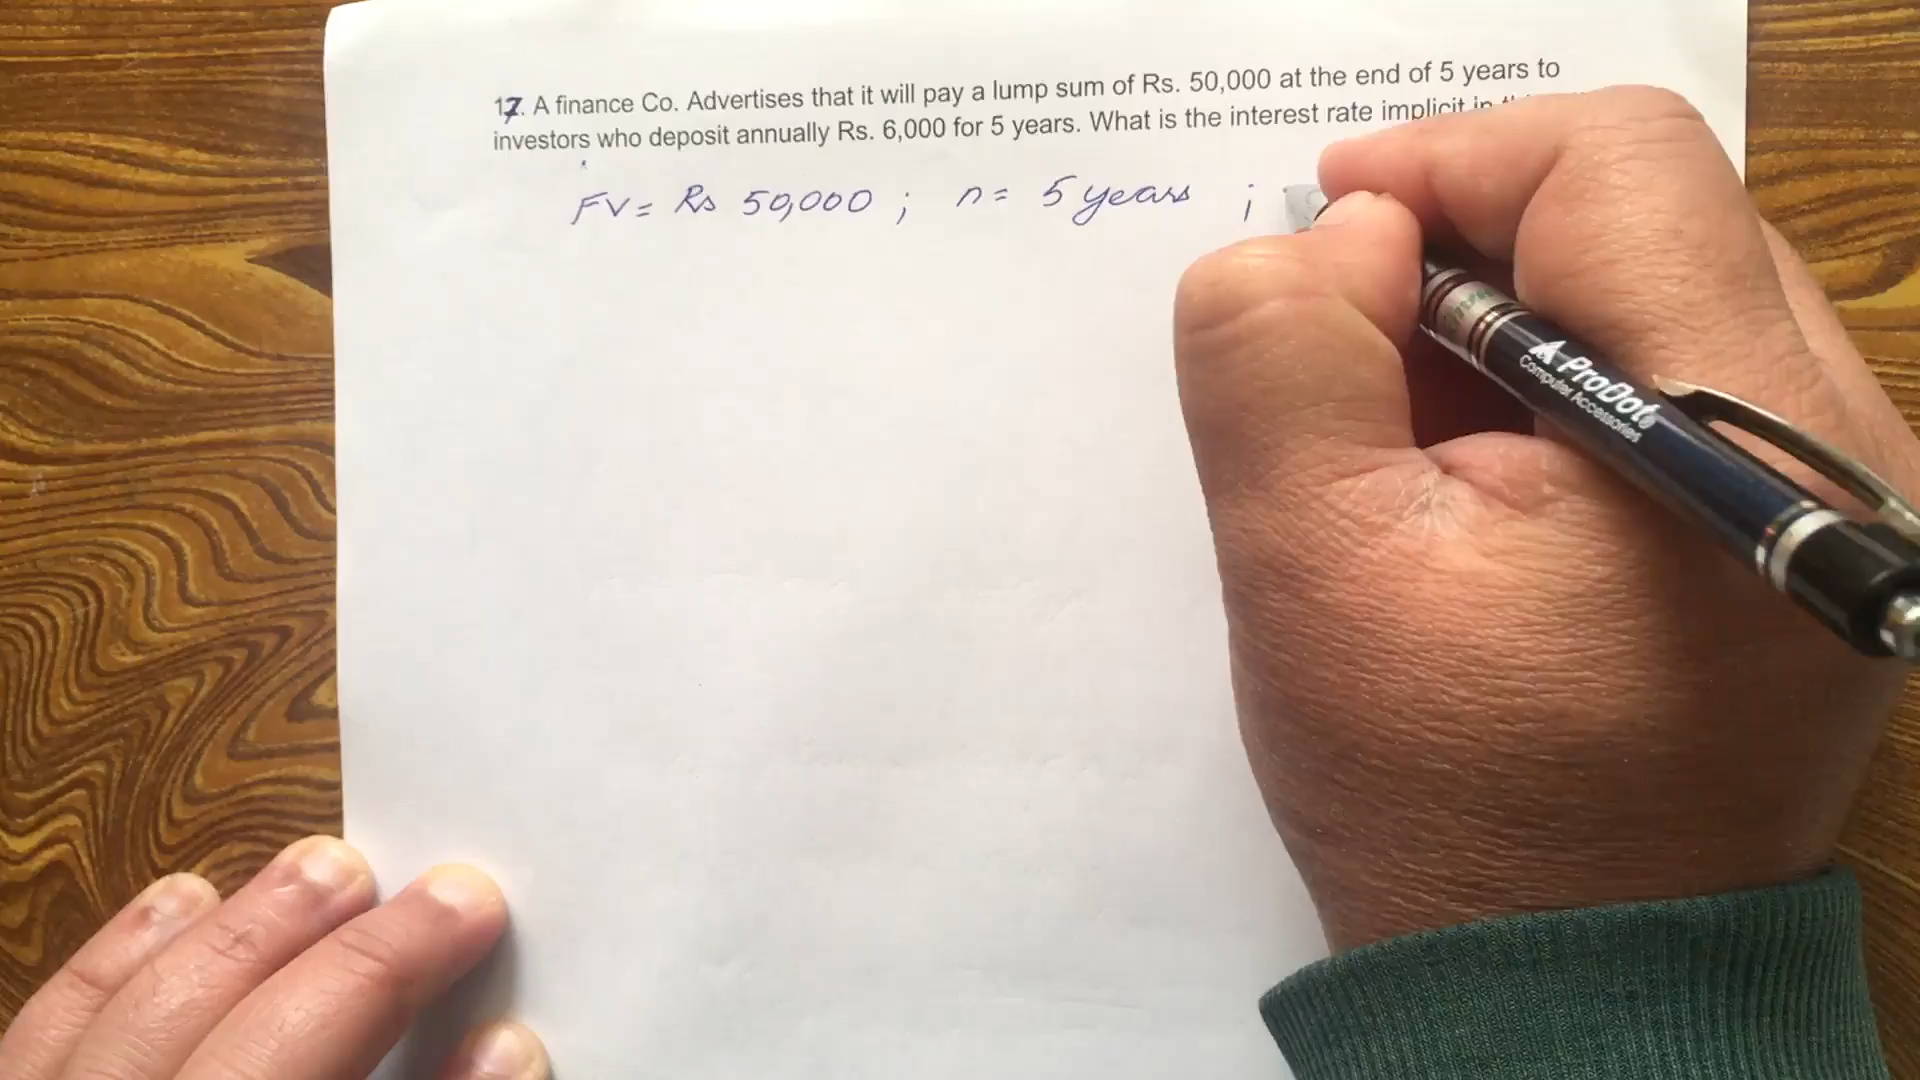 17. A finance Co. Advertises that it will pay a lump sum of Rs. 50,000 at the end of 5 years to
investors who deposit annually Rs. 6,000 for 5 years. What is the interest rate implicit in
FV = Rs 50,000 ; n = 5 years ;
A ProDot
Computer Accessories